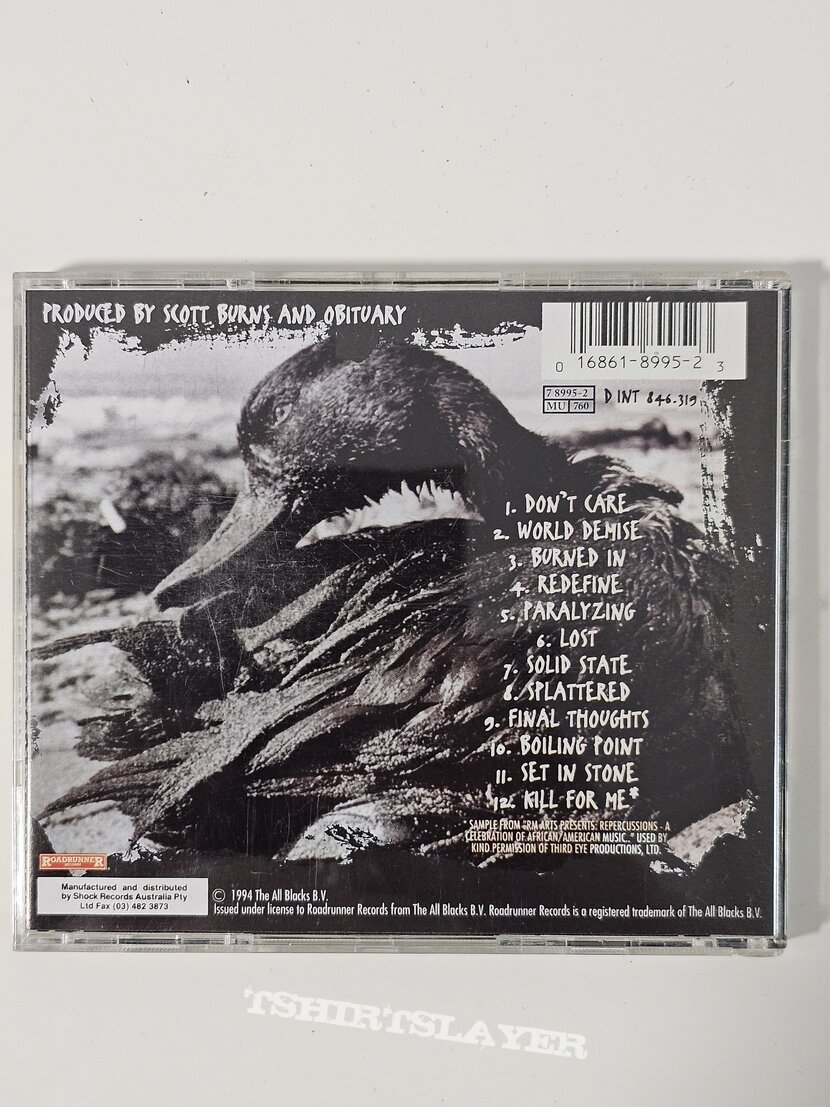 PRODUCED BY SCOTT BURNS AND OBITUARY
0 16861-8995-2 3
7 8995-2
MU 760
D INT 846.319
1. DON'T CARE
2. WORLD DEMISE
3. BURNED IN
4. REDEFINE
5. PARALYZING
6. LOST
7. SOLID STATE
8. SPLATTERED
9. FINAL THOUGHTS
10. BOILING POINT
11. SET IN STONE
12. KILL FOR ME*
* SAMPLE FROM "RM ARTS PRESENTS: REPERCUSSIONS - A
CELEBRATION OF AFRICAN/AMERICAN MUSIC." USED BY
KIND PERMISSION OF THIRD EYE PRODUCTIONS, LTD.
ROADRUNNER
RECORDS
Manufactured and distributed
by Shock Records Australia Pty
Ltd Fax (03) 482 3873
© 1994 The All Blacks B.V.
Issued under license to Roadrunner Records from The All Blacks B.V. Roadrunner Records is a registered trademark of The All Blacks B.V.
TSHIRTSLAYER